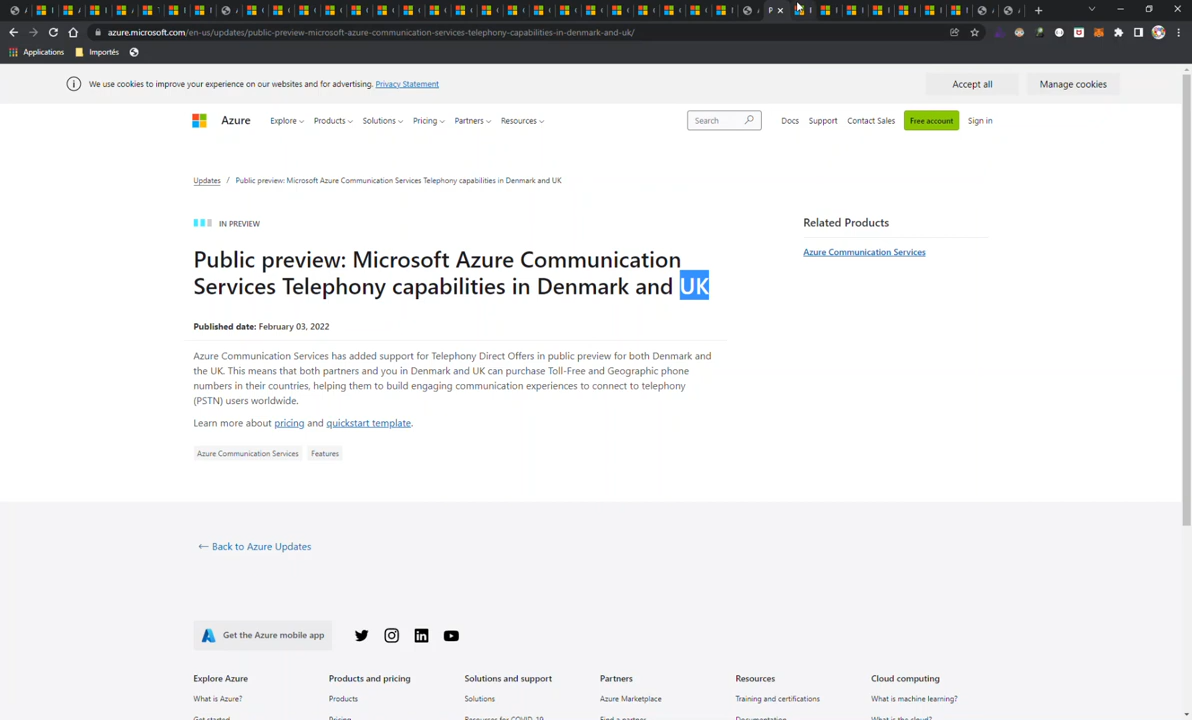 azure.microsoft.com/en-us/updates/public-preview-microsoft-azure-communication-services-telephony-capabilities-in-denmark-and-uk/
Applications Importés
We use cookies to improve your experience on our websites and for advertising. Privacy Statement Accept all Manage cookies
Azure Explore Products Solutions Pricing Partners Resources Search Docs Support Contact Sales Free account Sign in
Updates / Public preview: Microsoft Azure Communication Services Telephony capabilities in Denmark and UK
IN PREVIEW
Related Products
Public preview: Microsoft Azure Communication
Services Telephony capabilities in Denmark and UK
Azure Communication Services
Published date: February 03, 2022
Azure Communication Services has added support for Telephony Direct Offers in public preview for both Denmark and
the UK. This means that both partners and you in Denmark and UK can purchase Toll-Free and Geographic phone
numbers in their countries, helping them to build engaging communication experiences to connect to telephony
(PSTN) users worldwide.
Learn more about pricing and quickstart template.
Azure Communication Services Features
← Back to Azure Updates
Get the Azure mobile app
Explore Azure Products and pricing Solutions and support Partners Resources Cloud computing
What is Azure? Products Solutions Azure Marketplace Training and certifications What is machine learning?